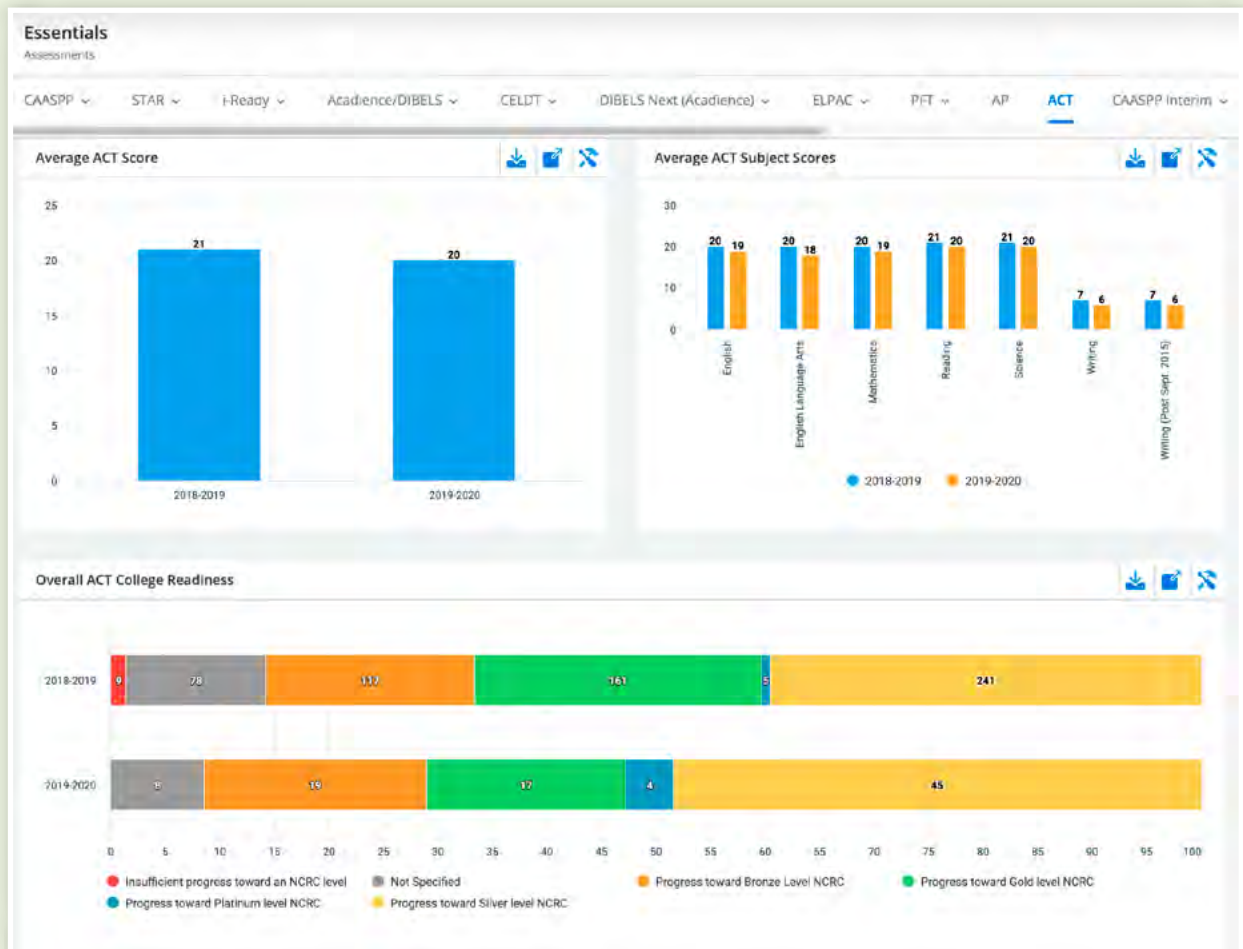 Essentials
Assessments
CAASPP STAR i-Ready Acadience/DIBELS CELDT DIBELS Next (Acadience) ELPAC PFT AP ACT CAASPP Interim
Average ACT Score
25
20
15
10
5
0
21
20
2018-2019 2019-2020
Average ACT Subject Scores
30
20
10
0
20 19 20 18 20 19 21 20 21 20 7 6 7 6
English
English Language Arts
Mathematics
Reading
Science
Writing
Writing (Post Sept. 2015)
2018-2019 2019-2020
Overall ACT College Readiness
2018-2019 9 78 117 161 5 241
2019-2020 8 19 17 4 45
0 5 10 15 20 25 30 35 40 45 50 55 60 65 70 75 80 85 90 95 100
Insufficient progress toward an NCRC level Not Specified Progress toward Bronze Level NCRC Progress toward Gold level NCRC
Progress toward Platinum level NCRC Progress toward Silver level NCRC